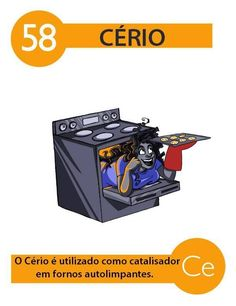 58 CÉRIO
O Cério é utilizado como catalisador
em fornos autolimpantes.
Ce